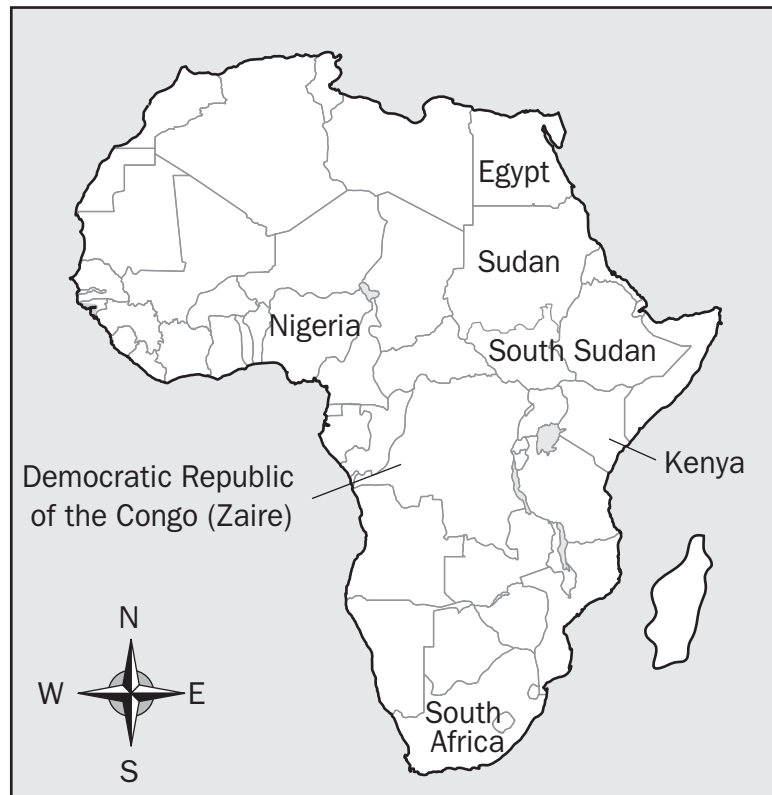 Egypt
Sudan
Nigeria
South Sudan
Democratic Republic
of the Congo (Zaire)
Kenya
N
W
E
S
South
Africa